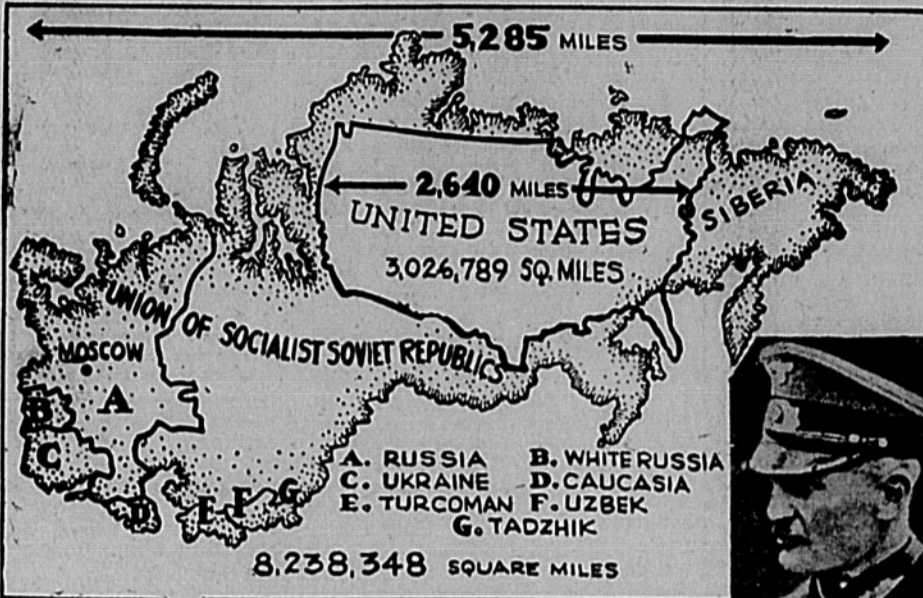 5,285 MILES
2,640 MILES
UNITED STATES
3,026,789 SQ. MILES
SIBERIA
UNION OF SOCIALIST SOVIET REPUBLICS
MOSCOW
A
B
C
D
E
F
G
A. RUSSIA B. WHITE RUSSIA
C. UKRAINE D. CAUCASIA
E. TURCOMAN F. UZBEK
G. TADZHIK
8,238,348 SQUARE MILES